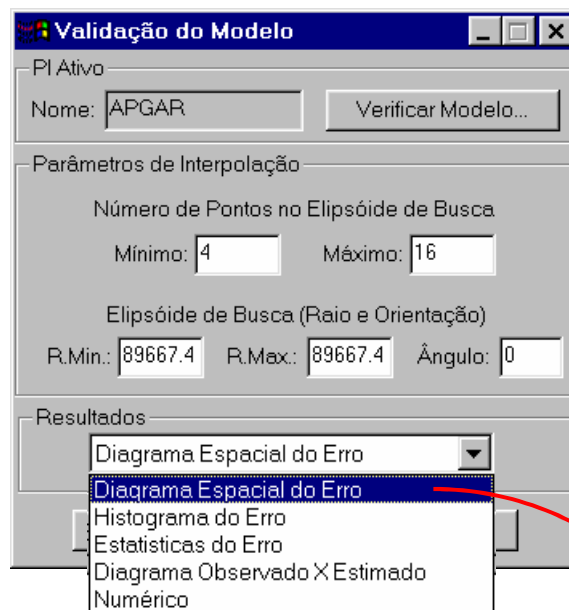 Validação do Modelo
PI Ativo
Nome: APGAR Verificar Modelo...
Parâmetros de Interpolação
Número de Pontos no Elipsóide de Busca
Mínimo: 4 Máximo: 16
Elipsóide de Busca (Raio e Orientação)
R.Min.: 89667.4 R.Max.: 89667.4 Ângulo: 0
Resultados
Diagrama Espacial do Erro
Diagrama Espacial do Erro
Histograma do Erro
Estatisticas do Erro
Diagrama Observado X Estimado
Numérico